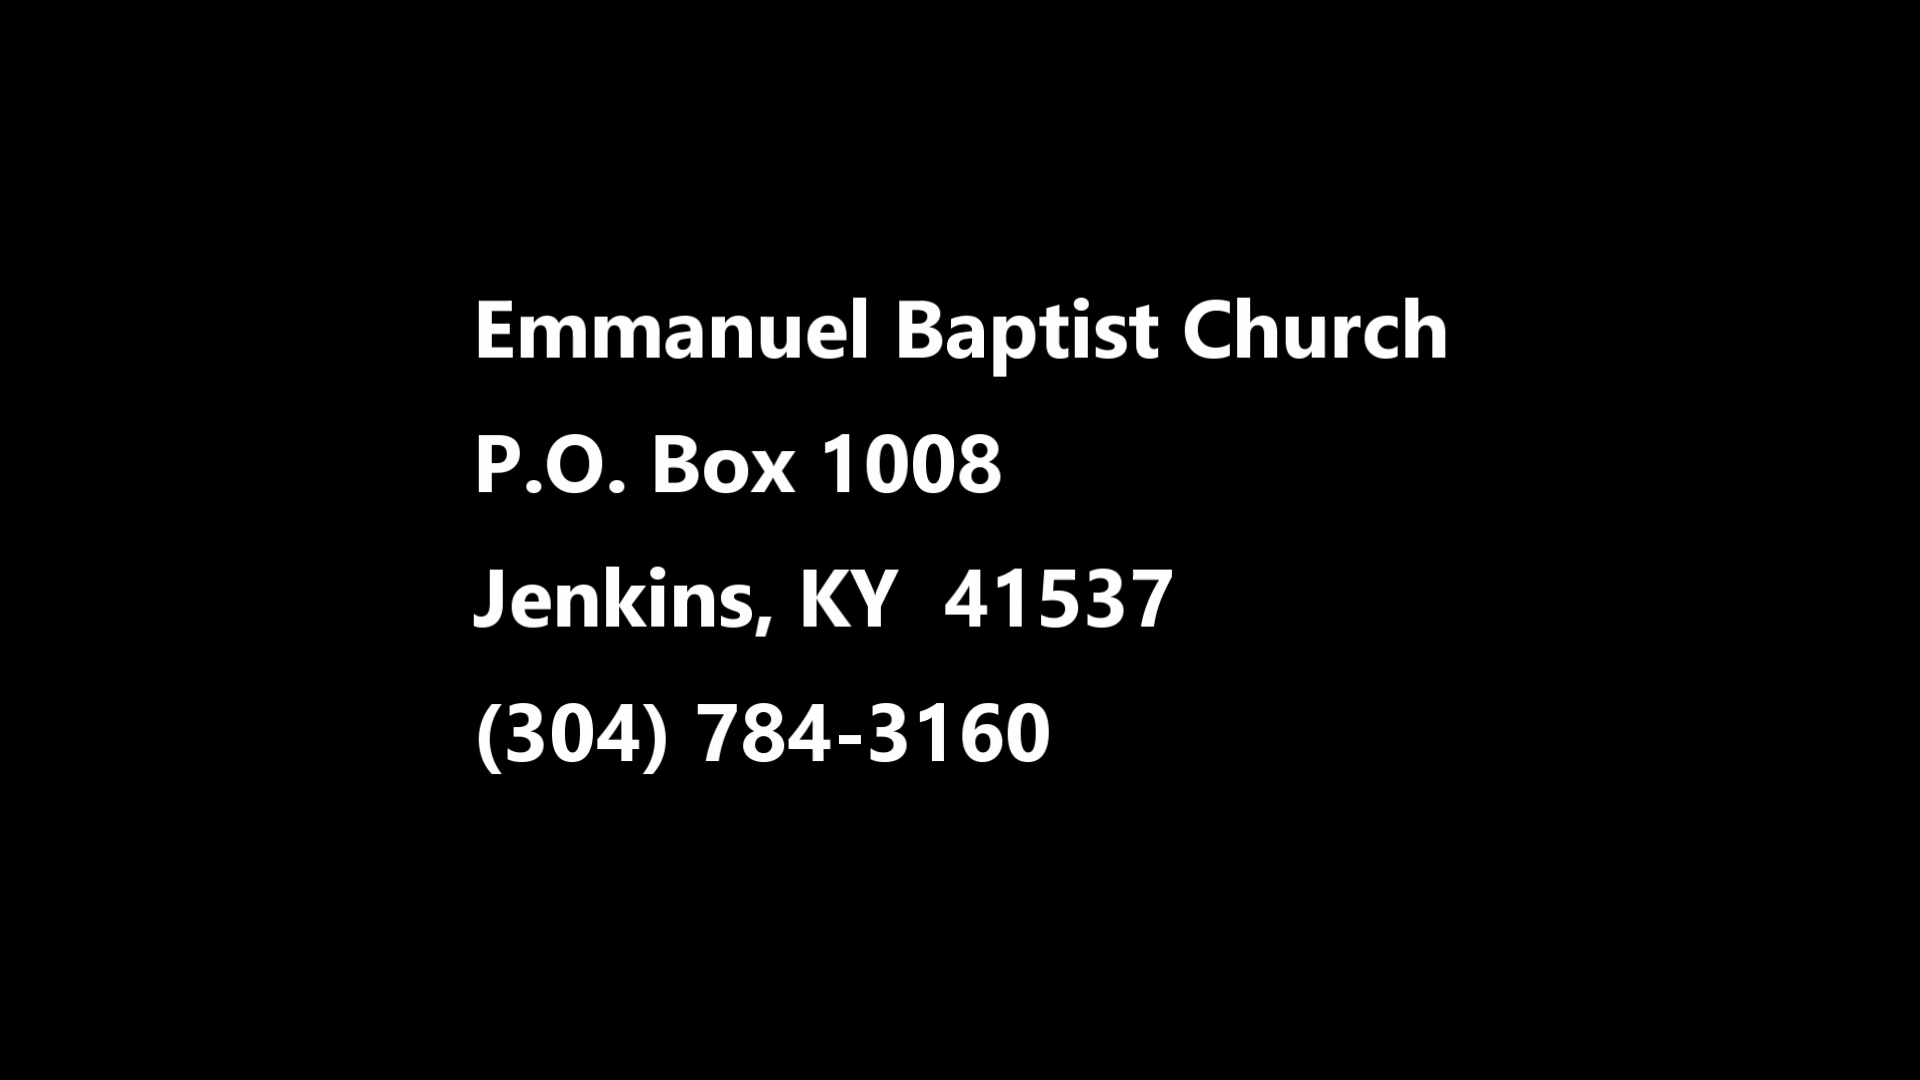 Emmanuel Baptist Church
P.O. Box 1008
Jenkins, KY  41537
(304) 784-3160